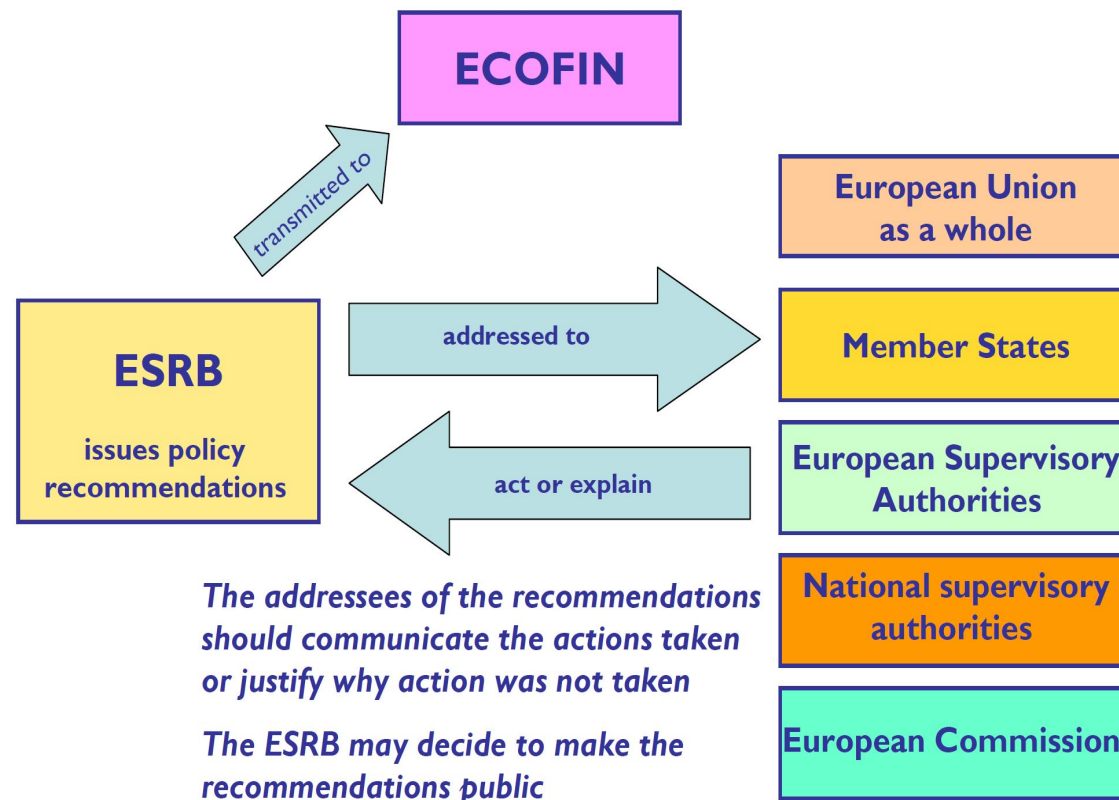 ECOFIN
transmitted to
European Union
as a whole
ESRB
issues policy
recommendations
addressed to
Member States
act or explain
European Supervisory
Authorities
National supervisory
authorities
European Commission
The addressees of the recommendations
should communicate the actions taken
or justify why action was not taken
The ESRB may decide to make the
recommendations public